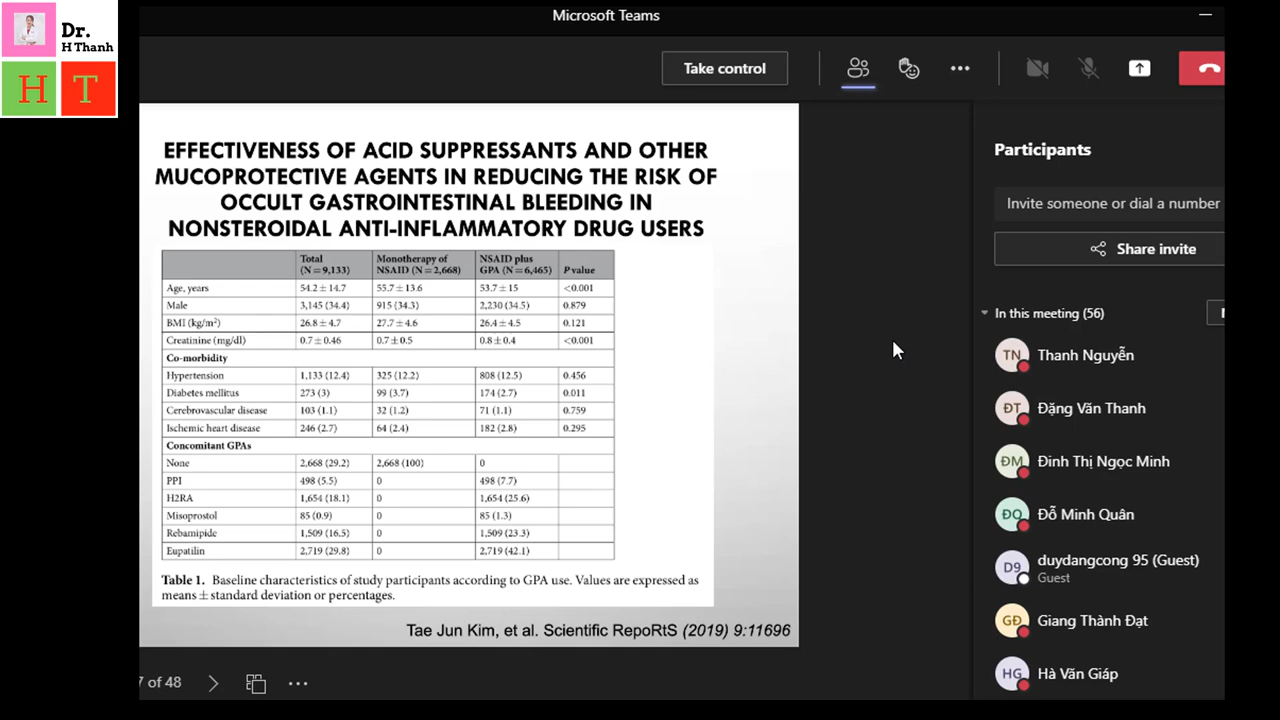 Microsoft Teams
Dr.
H Thanh
H T
Take control
EFFECTIVENESS OF ACID SUPPRESSANTS AND OTHER
MUCOPROTECTIVE AGENTS IN REDUCING THE RISK OF
OCCULT GASTROINTESTINAL BLEEDING IN
NONSTEROIDAL ANTI-INFLAMMATORY DRUG USERS
Total (N = 9,133) Monotherapy of NSAID (N = 2,668) NSAID plus GPA (N = 6,465) P value
Age, years 54.2 ± 14.7 55.7 ± 13.6 53.7 ± 15 <0.001
Male 3,145 (34.4) 915 (34.3) 2,230 (34.5) 0.879
BMI (kg/m²) 26.8 ± 4.7 27.7 ± 4.6 26.4 ± 4.5 0.121
Creatinine (mg/dl) 0.7 ± 0.46 0.7 ± 0.5 0.8 ± 0.4 <0.001
Co-morbidity
Hypertension 1,133 (12.4) 325 (12.2) 808 (12.5) 0.456
Diabetes mellitus 273 (3) 99 (3.7) 174 (2.7) 0.011
Cerebrovascular disease 103 (1.1) 32 (1.2) 71 (1.1) 0.759
Ischemic heart disease 246 (2.7) 64 (2.4) 182 (2.8) 0.295
Concomitant GPAs
None 2,668 (29.2) 2,668 (100) 0
PPI 498 (5.5) 0 498 (7.7)
H2RA 1,654 (18.1) 0 1,654 (25.6)
Misoprostol 85 (0.9) 0 85 (1.3)
Rebamipide 1,509 (16.5) 0 1,509 (23.3)
Eupatilin 2,719 (29.8) 0 2,719 (42.1)
Table 1. Baseline characteristics of study participants according to GPA use. Values are expressed as
means ± standard deviation or percentages.
Tae Jun Kim, et al. Scientific RepoRtS (2019) 9:11696
7 of 48
Participants
Invite someone or dial a number
Share invite
In this meeting (56)
TN Thanh Nguyễn
ĐT Đặng Văn Thanh
ĐM Đinh Thị Ngọc Minh
ĐQ Đỗ Minh Quân
D9 duydangcong 95 (Guest)
Guest
GĐ Giang Thành Đạt
HG Hà Văn Giáp